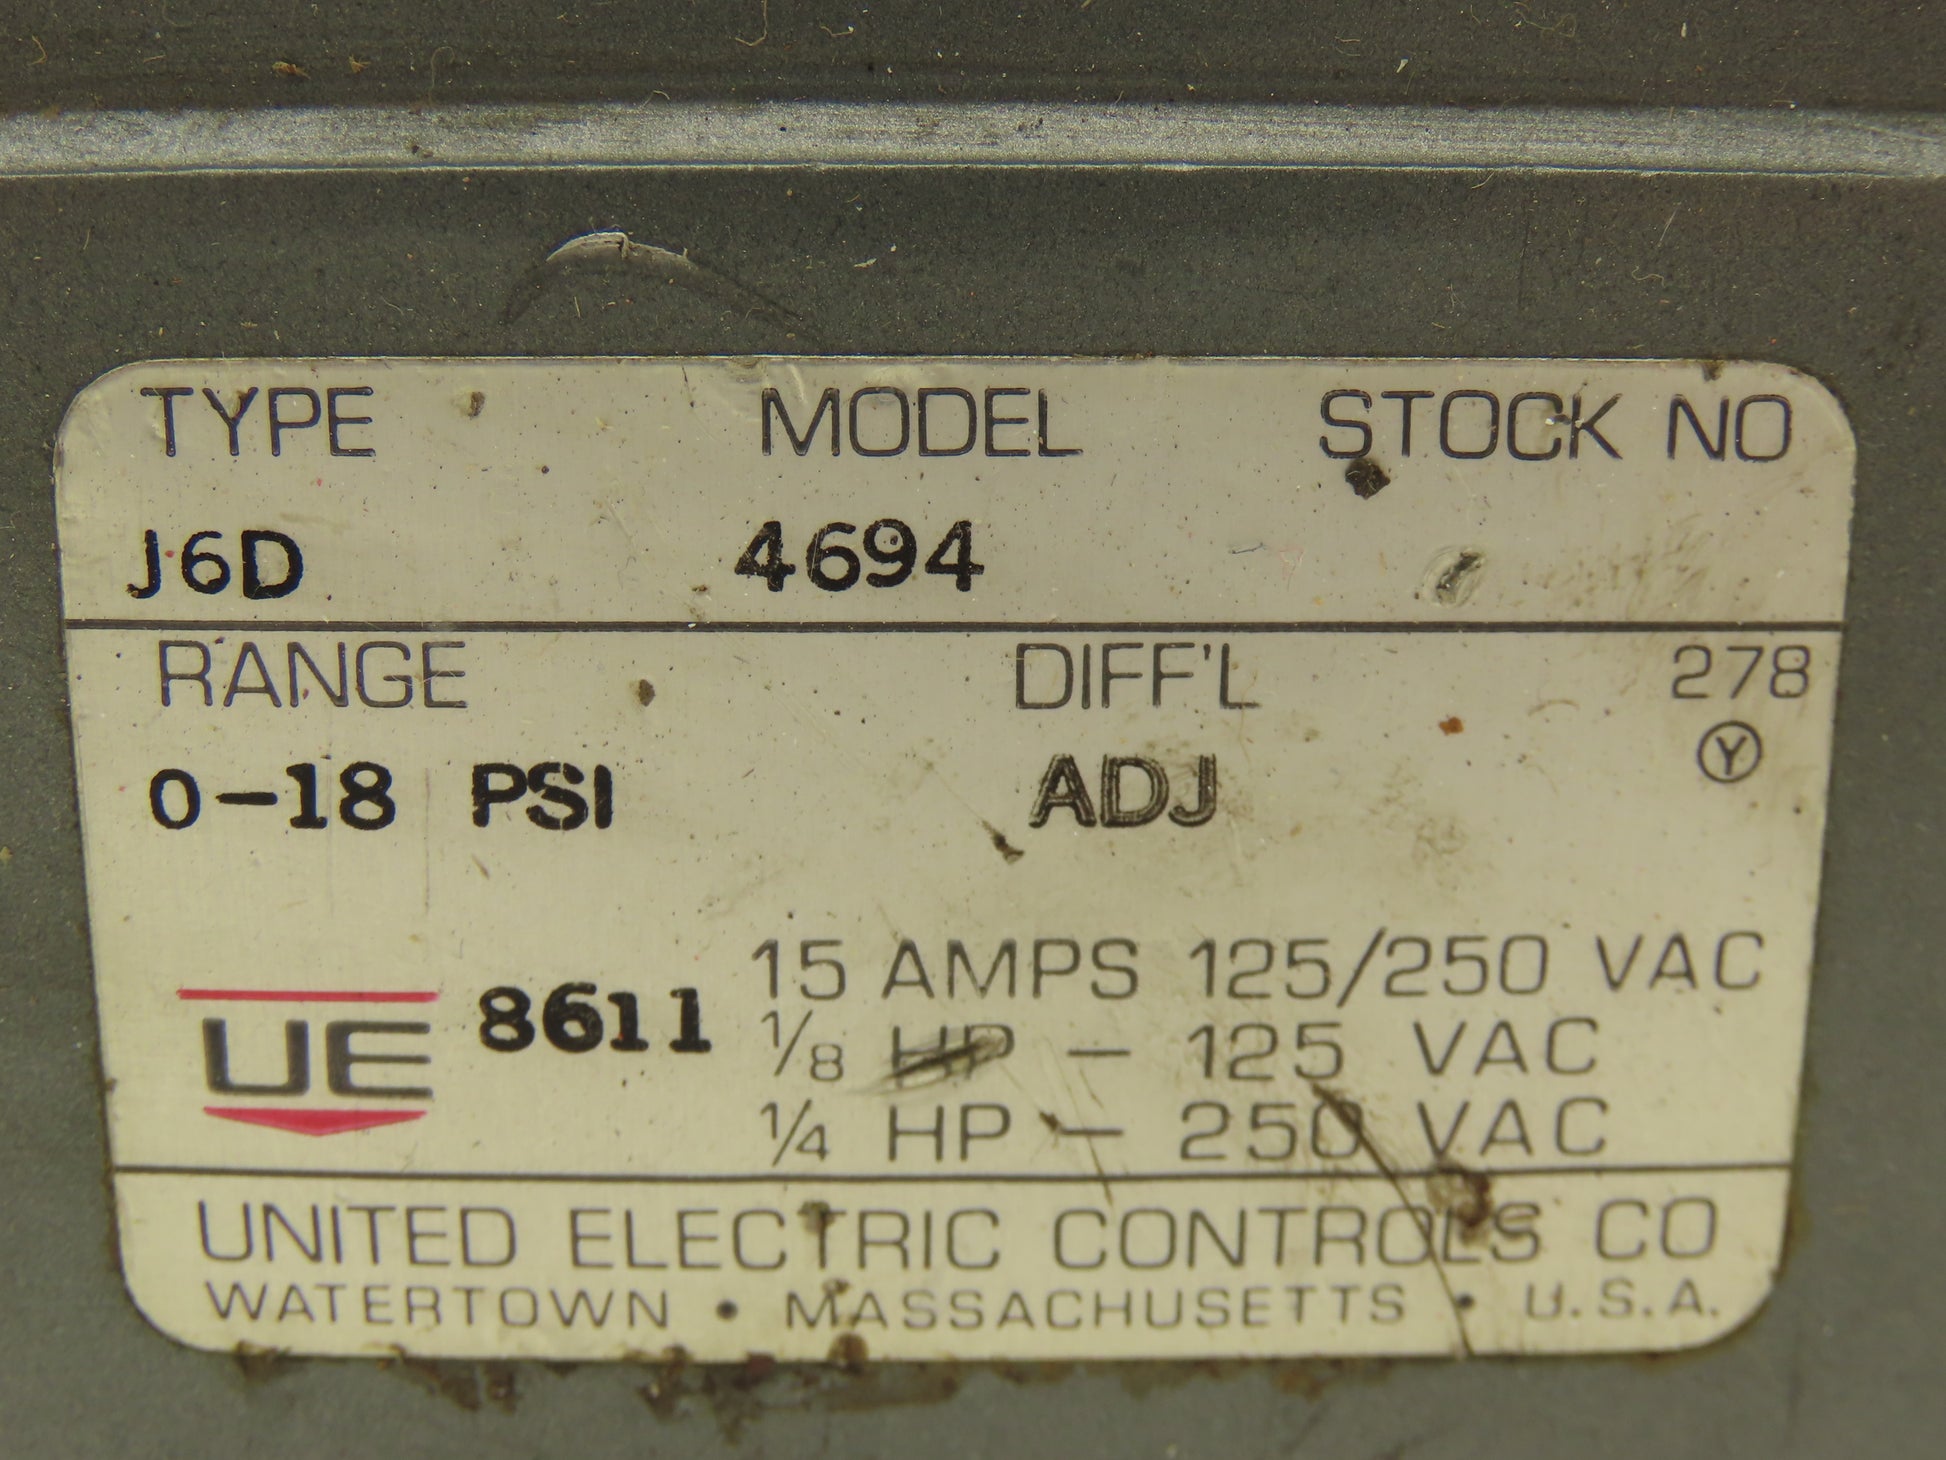 TYPE MODEL STOCK NO
J6D 4694
RANGE DIFF'L 278
Y
0-18 PSI ADJ
15 AMPS 125/250 VAC
UE 8611 1/8 HP - 125 VAC
1/4 HP - 250 VAC
UNITED ELECTRIC CONTROLS CO
WATERTOWN • MASSACHUSETTS • U.S.A.